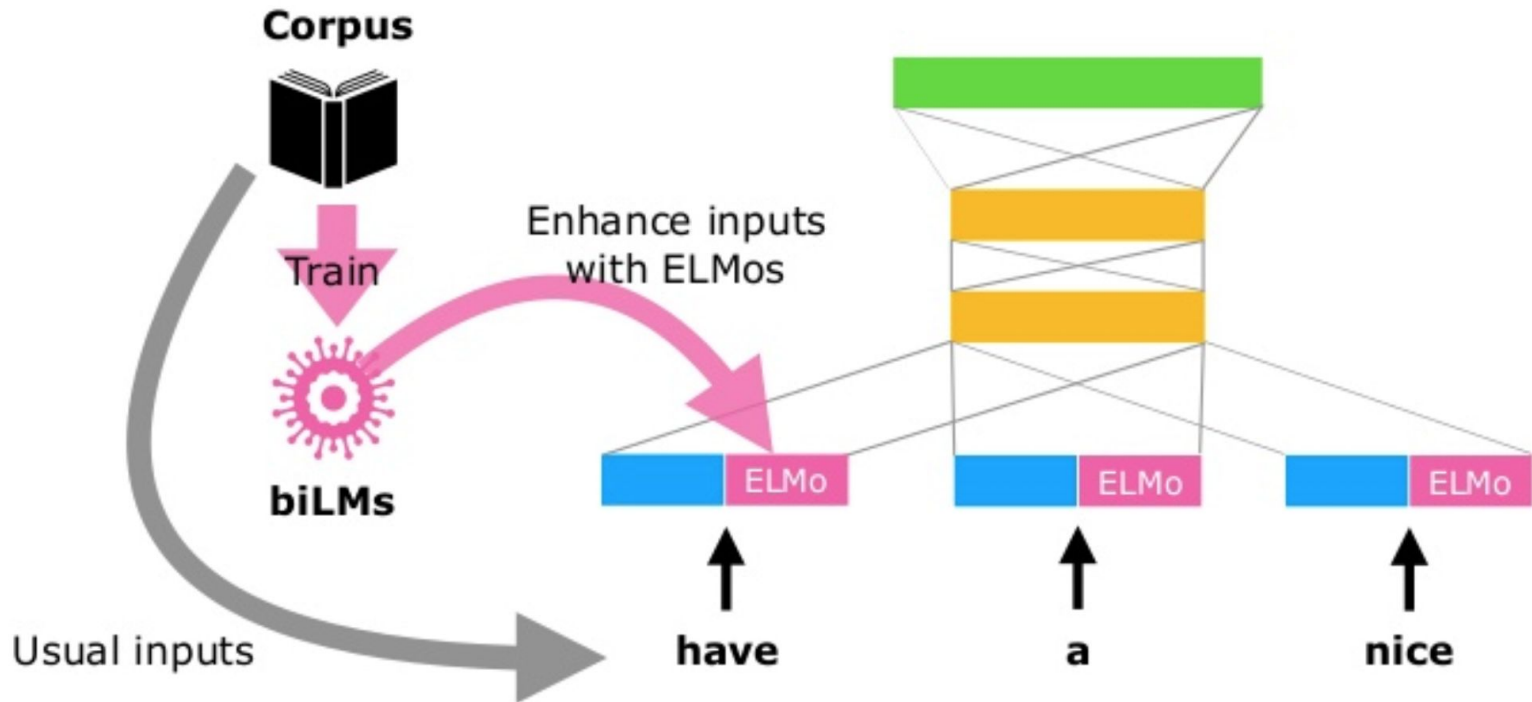 Corpus
Train
biLMs
Usual inputs
Enhance inputs
with ELMos
ELMo
ELMo
ELMo
have
a
nice